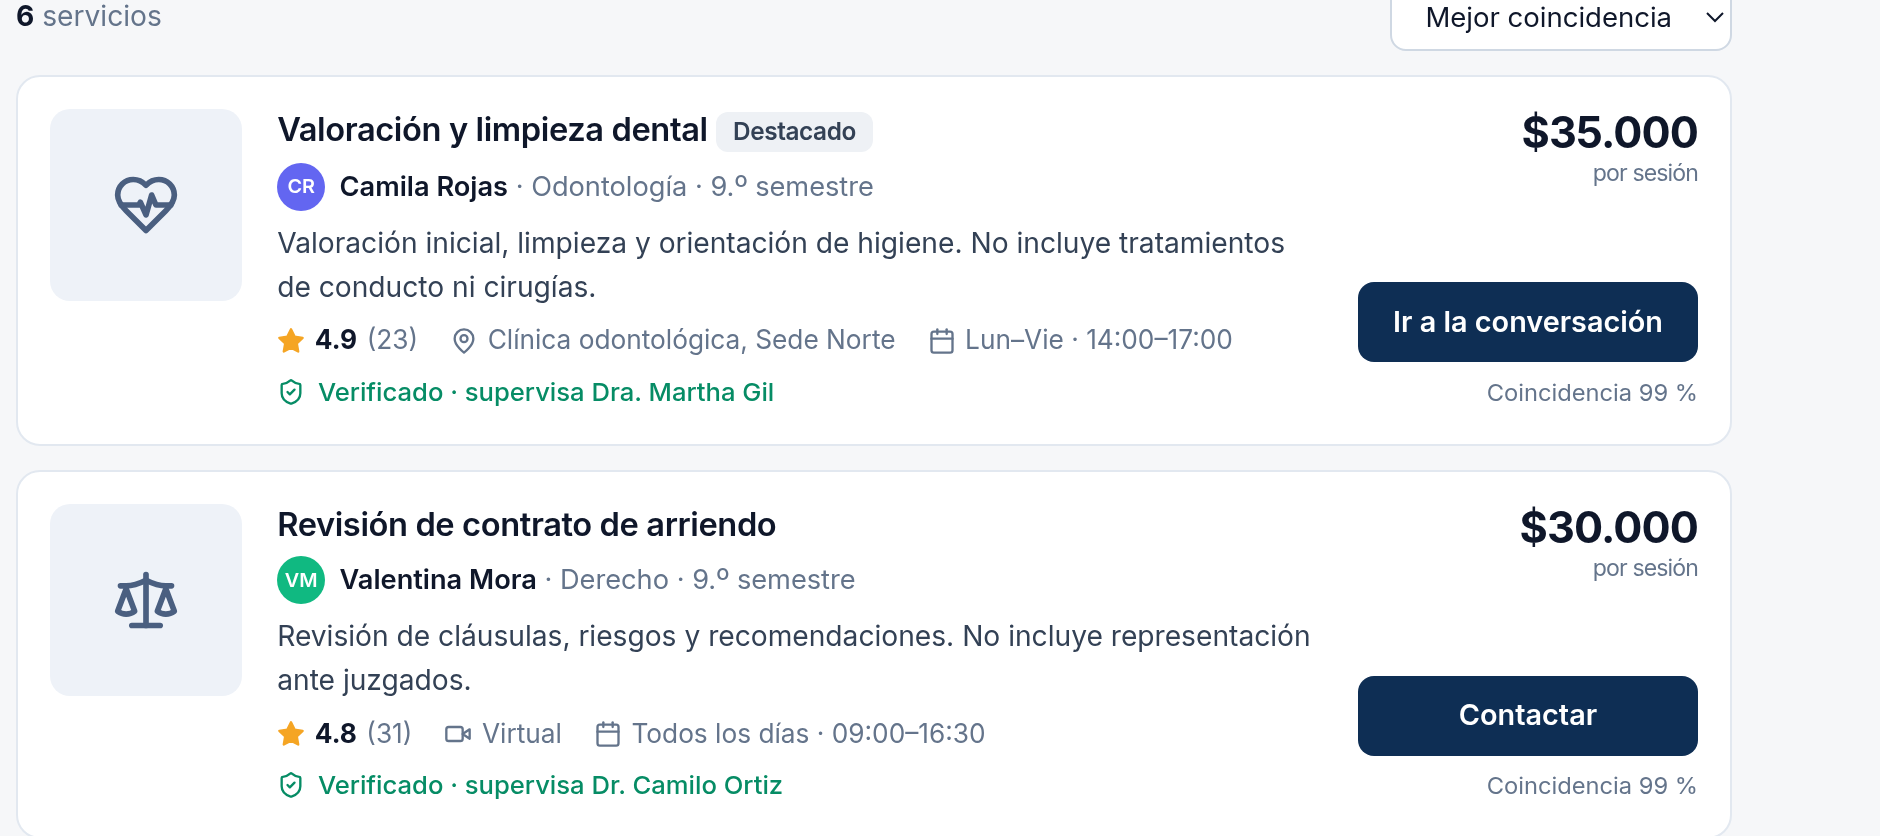 6 servicios
Mejor coincidencia
Valoración y limpieza dental Destacado
$35.000
por sesión
CR Camila Rojas · Odontología · 9.º semestre
Valoración inicial, limpieza y orientación de higiene. No incluye tratamientos
de conducto ni cirugías.
Ir a la conversación
4.9 (23) Clínica odontológica, Sede Norte Lun–Vie · 14:00–17:00
Verificado · supervisa Dra. Martha Gil
Coincidencia 99 %
Revisión de contrato de arriendo
$30.000
por sesión
VM Valentina Mora · Derecho · 9.º semestre
Revisión de cláusulas, riesgos y recomendaciones. No incluye representación
ante juzgados.
Contactar
4.8 (31) Virtual Todos los días · 09:00–16:30
Verificado · supervisa Dr. Camilo Ortiz
Coincidencia 99 %